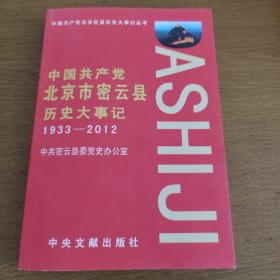 中国共产党北京市区县历史大事记丛书
中国共产党
北京市密云县
历史大事记
1933—2012
中共密云县委党史办公室
中央文献出版社
DASHIJI